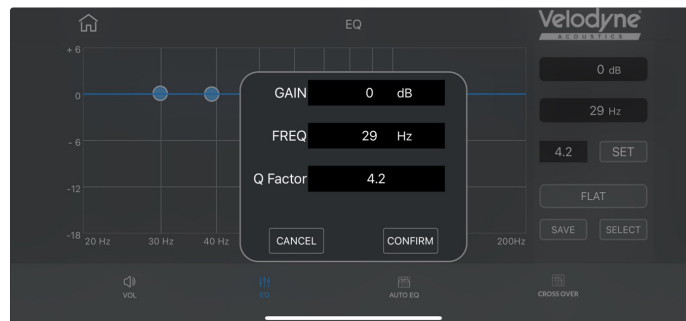 EQ
Velodyne
ACOUSTICS
+ 6
0
- 6
-12
-18
20 Hz
30 Hz
40 Hz
200Hz
GAIN 0 dB
FREQ 29 Hz
Q Factor 4.2
CANCEL CONFIRM
0 dB
29 Hz
4.2 SET
FLAT
SAVE SELECT
VOL
EQ
AUTO EQ
CROSS OVER